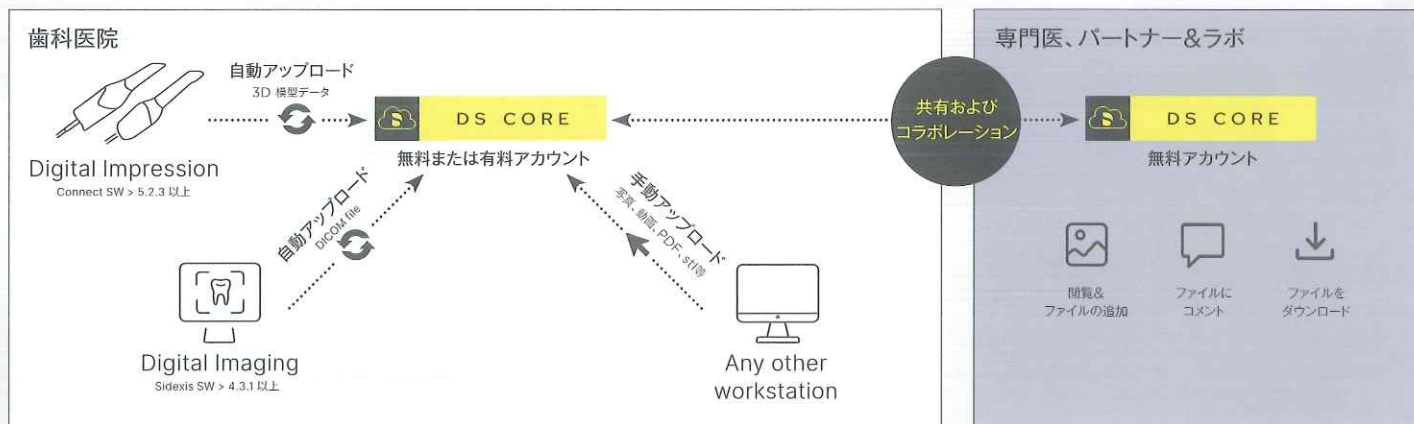 歯科医院
自動アップロード
3D 模型データ
DS CORE
無料または有料アカウント
Digital Impression
Connect SW > 5.2.3 以上
自動アップロード
DICOM file
手動アップロード
写真、動画、PDF、stl等
Digital Imaging
Sidexis SW > 4.3.1 以上
Any other
workstation
共有および
コラボレーション
専門医、パートナー&ラボ
DS CORE
無料アカウント
閲覧&
ファイルの追加
ファイルに
コメント
ファイルを
ダウンロード